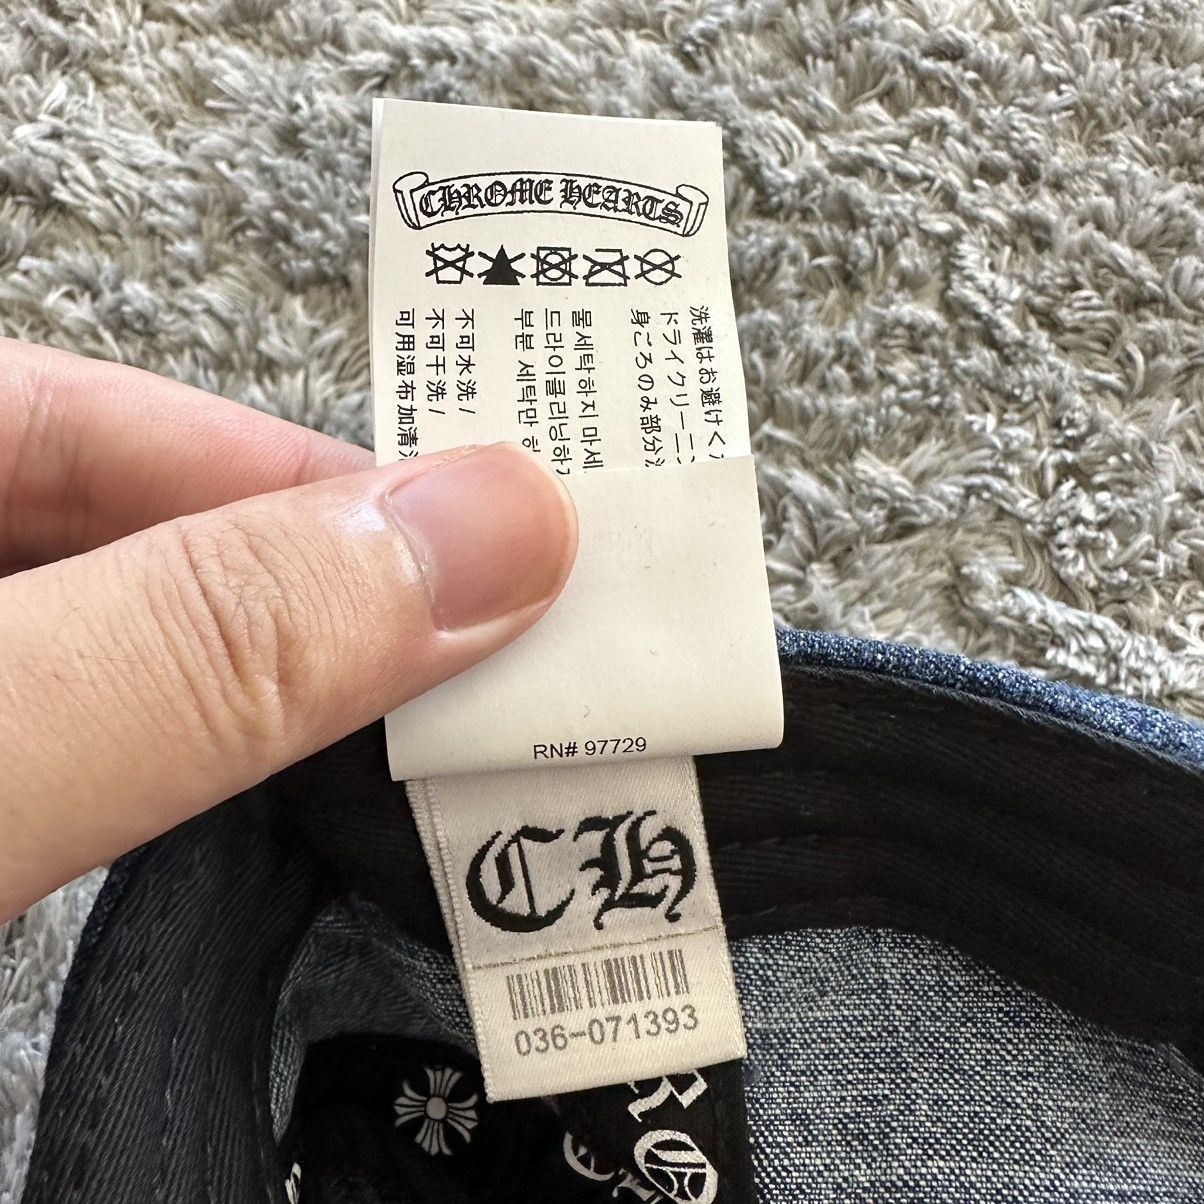 CHROME HEARTS
洗濯はお避けく
ドライクリーニン
身ごろのみ部分
물세탁하지 마세
드라이클리닝하
부분 세탁만
不可水洗 /
不可干洗 /
可用湿布加清
RN# 97729
CH
036-071393
RO